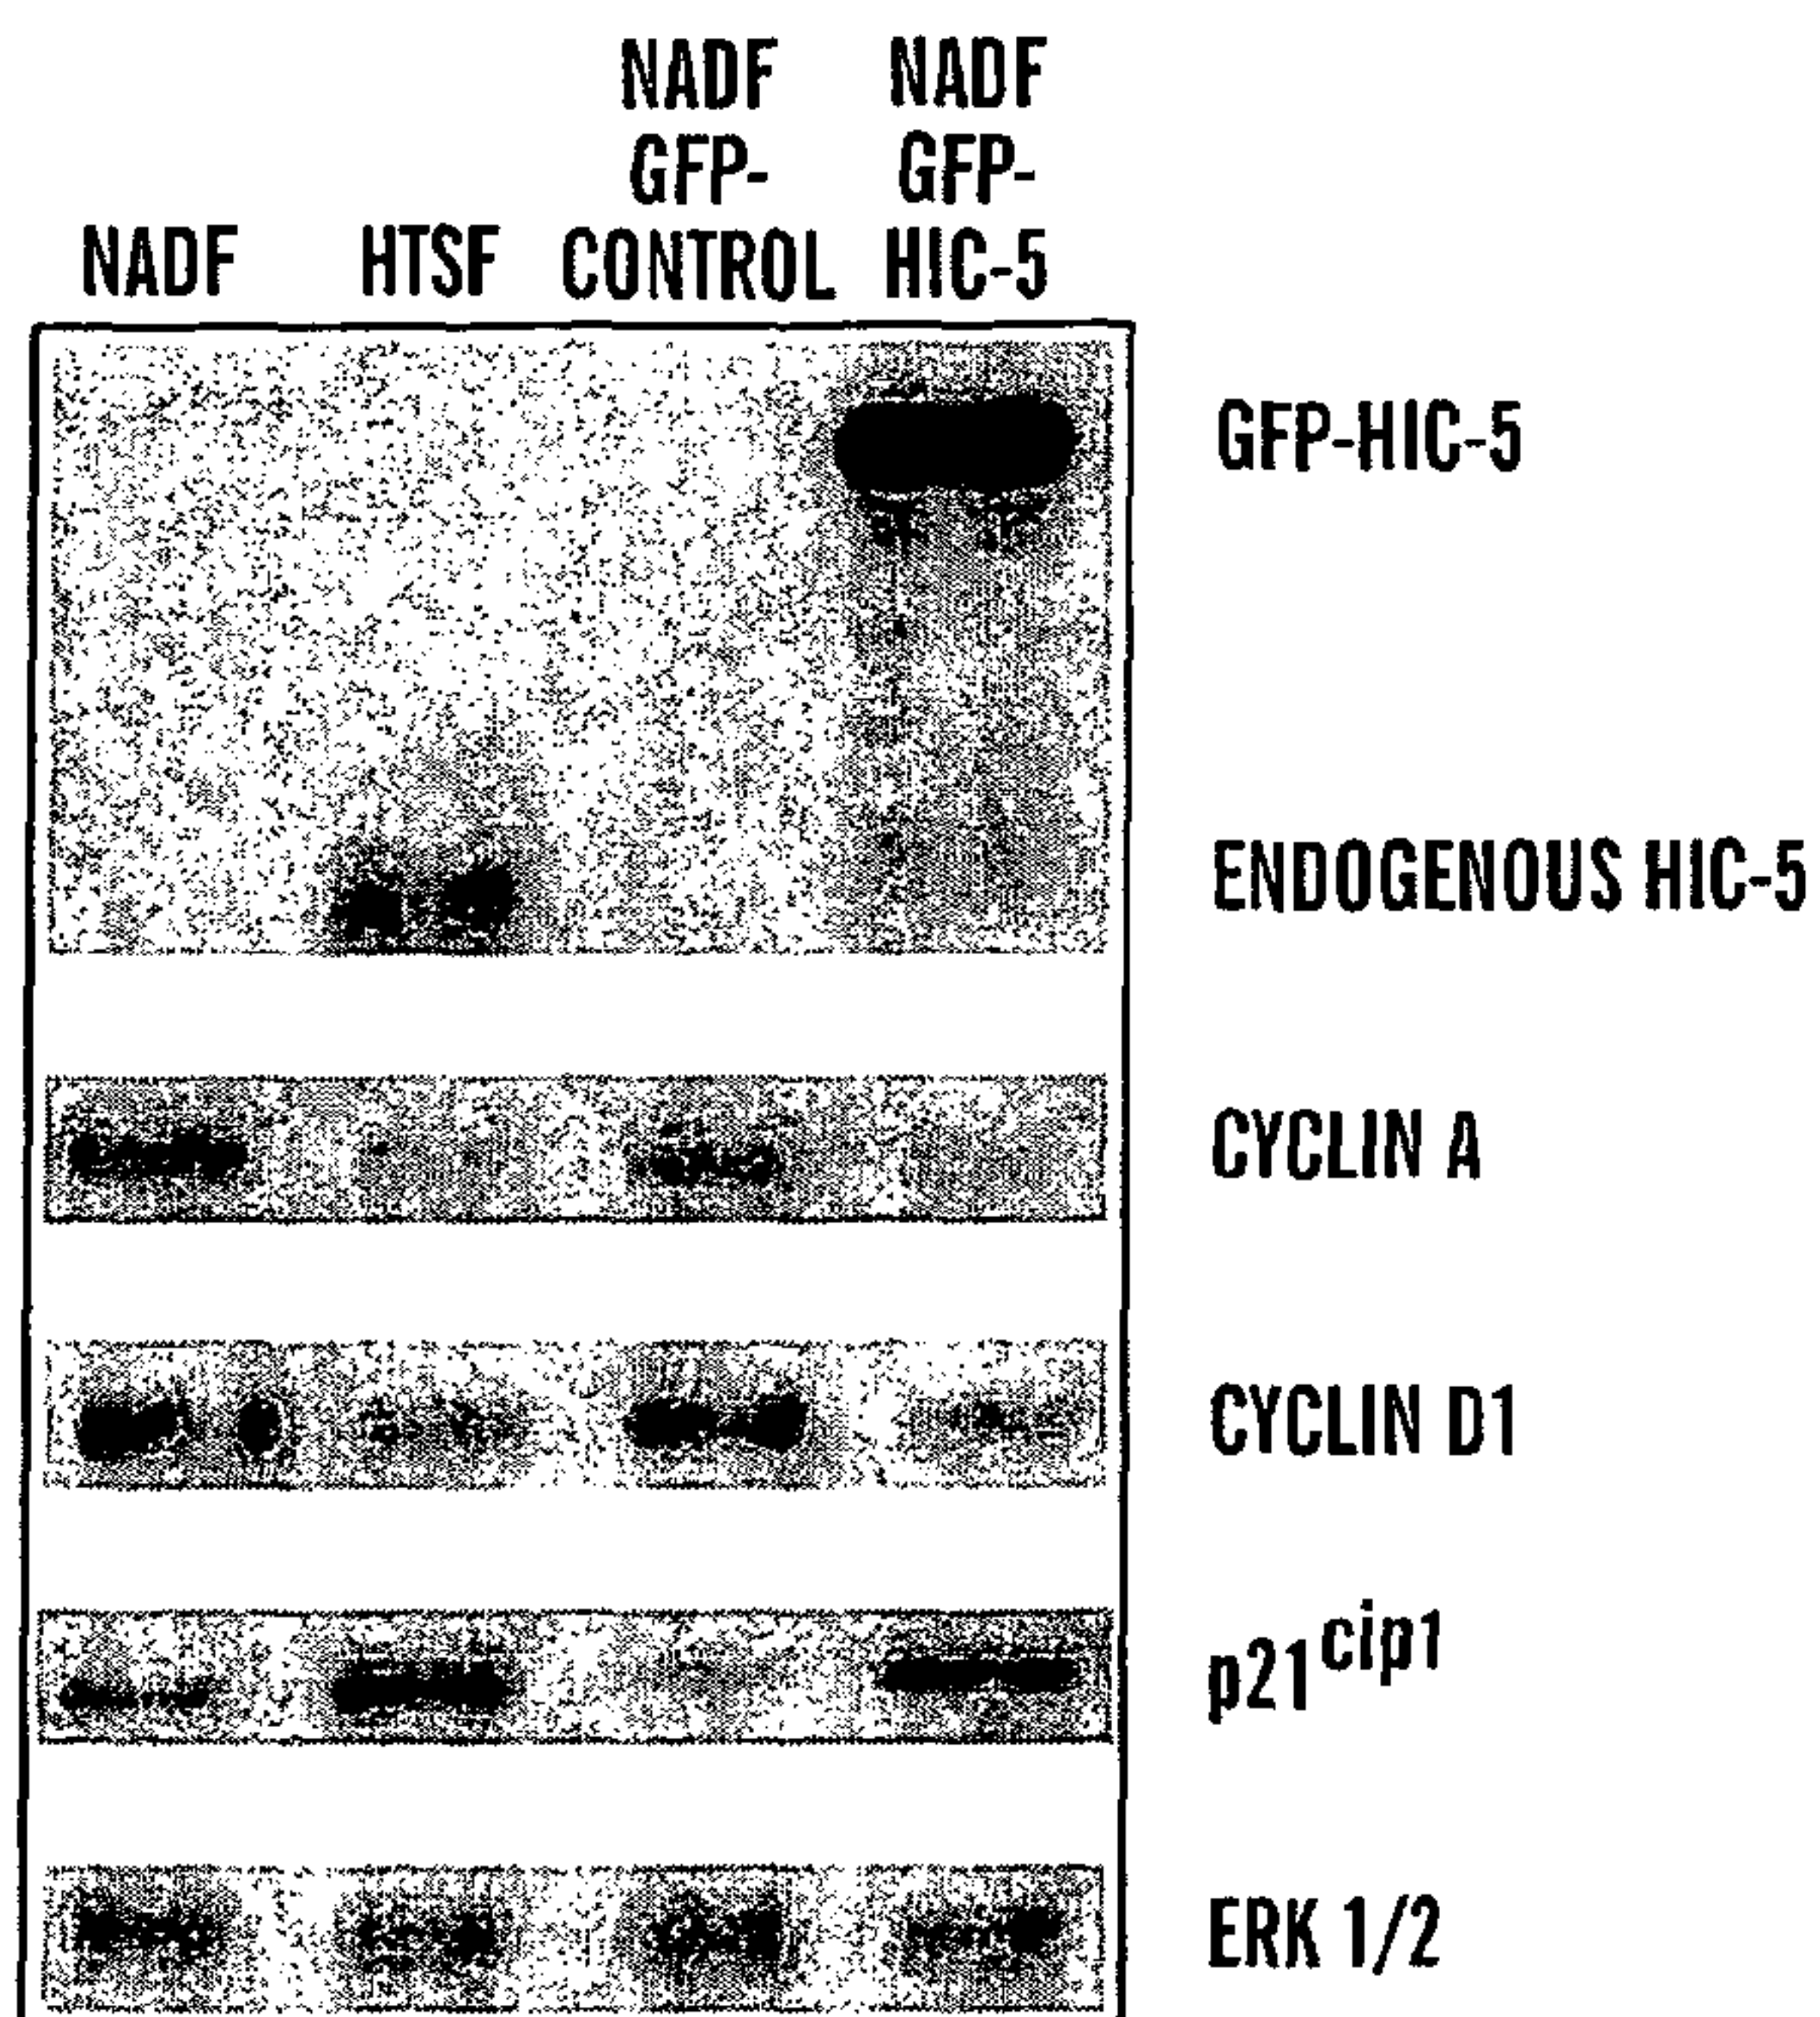 NADF
HTSF
NADF
GFP-
CONTROL
NADF
GFP-
HIC-5
GFP-HIC-5
ENDOGENOUS HIC-5
CYCLIN A
CYCLIN D1
p21cip1
ERK 1/2